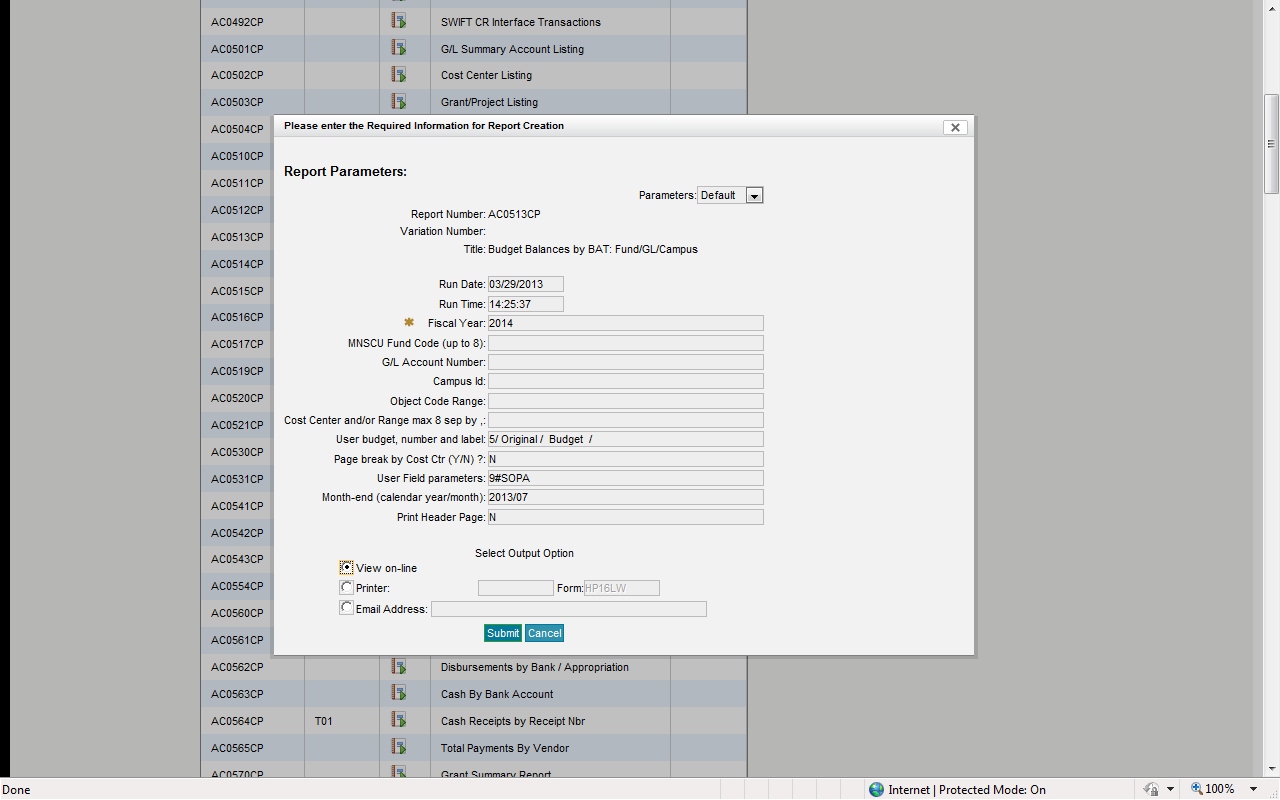 AC0492CP SWIFT CR Interface Transactions
AC0501CP G/L Summary Account Listing
AC0502CP Cost Center Listing
AC0503CP Grant/Project Listing
AC0504CP
AC0510CP
AC0511CP
AC0512CP
AC0513CP
AC0514CP
AC0515CP
AC0516CP
AC0517CP
AC0519CP
AC0520CP
AC0521CP
AC0530CP
AC0531CP
AC0541CP
AC0542CP
AC0543CP
AC0554CP
AC0560CP
AC0561CP
Please enter the Required Information for Report Creation
Report Parameters:
Parameters: Default
Report Number: AC0513CP
Variation Number:
Title: Budget Balances by BAT: Fund/GL/Campus
Run Date: 03/29/2013
Run Time: 14:25:37
Fiscal Year: 2014
MNSCU Fund Code (up to 8):
G/L Account Number:
Campus Id:
Object Code Range:
Cost Center and/or Range max 8 sep by ,:
User budget, number and label: 5/ Original / Budget /
Page break by Cost Ctr (Y/N) ?: N
User Field parameters: 9#SOPA
Month-end (calendar year/month): 2013/07
Print Header Page: N
Select Output Option
View on-line
Printer: Form: HP16LW
Email Address:
Submit Cancel
AC0562CP Disbursements by Bank / Appropriation
AC0563CP Cash By Bank Account
AC0564CP T01 Cash Receipts by Receipt Nbr
AC0565CP Total Payments By Vendor
AC0570CP Grant Summary Report
Done Internet | Protected Mode: On 100%